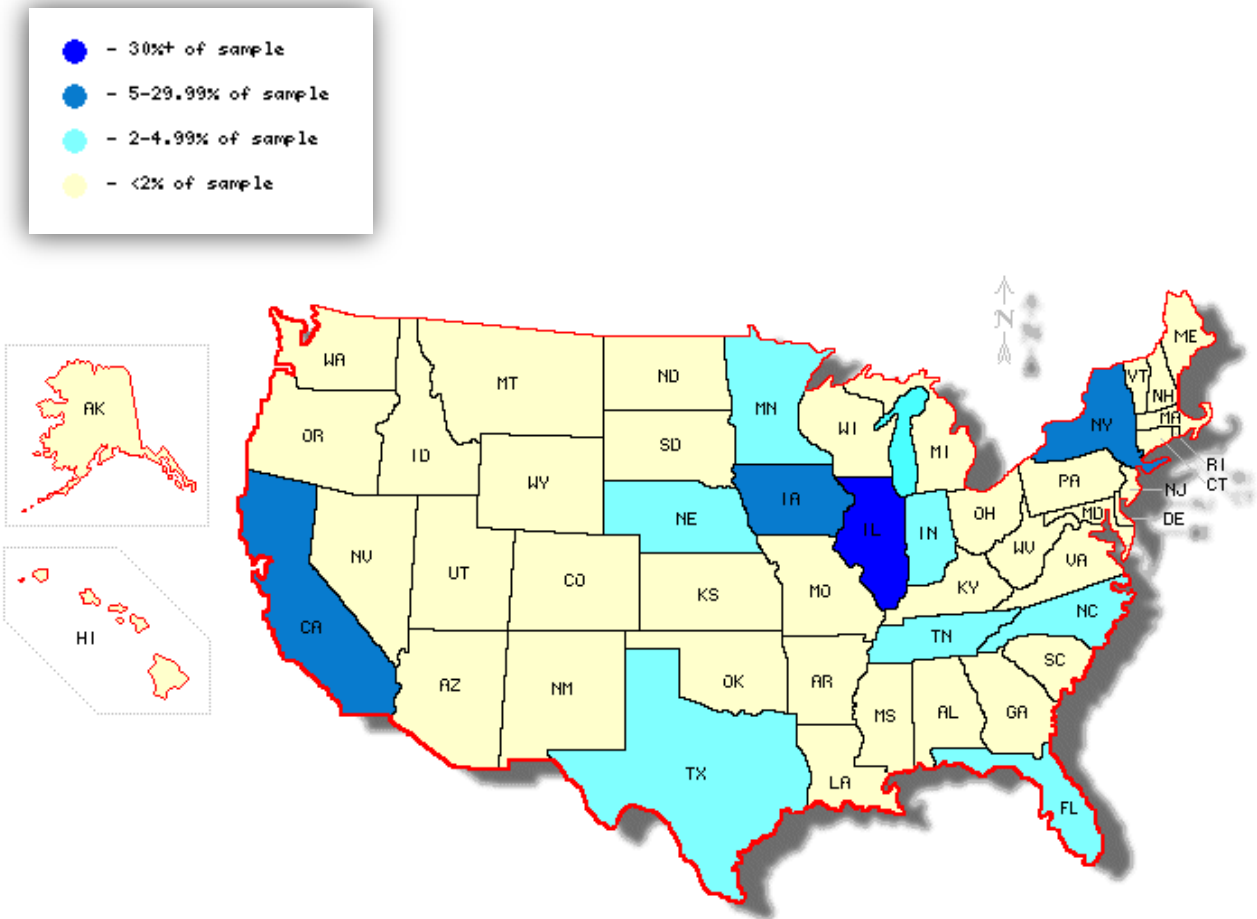 - 30%+ of sample
- 5-29.99% of sample
- 2-4.99% of sample
- <2% of sample
N
ME
WA
VT
MT
ND
NH
AK
MN
MA
OR
WI
NY
SD
ID
MI
RI
WY
PA
CT
NJ
IA
NE
OH
MD
DE
IL
IN
WV
NV
VA
UT
CO
KY
KS
MO
NC
CA
HI
TN
SC
AZ
NM
OK
AR
MS
AL
GA
TX
LA
FL